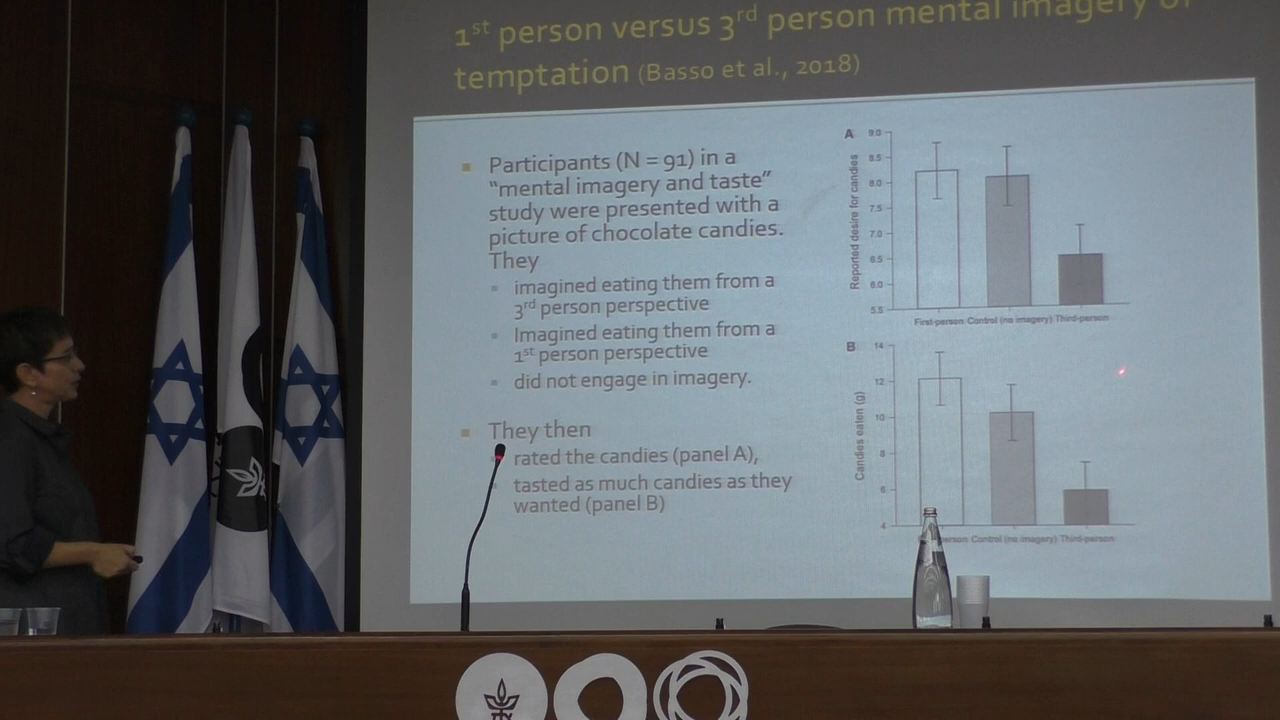 1st person versus 3rd person mental imagery of
temptation (Basso et al., 2018)
Participants (N = 91) in a
"mental imagery and taste"
study were presented with a
picture of chocolate candies.
They
imagined eating them from a
3rd person perspective
Imagined eating them from a
1st person perspective
did not engage in imagery.
They then
rated the candies (panel A),
tasted as much candies as they
wanted (panel B)
A
Reported desire for candies
9.0
8.5
8.0
7.5
7.0
6.5
6.0
5.5
First-person Control (no imagery) Third-person
B
Candies eaten (g)
14
12
10
8
6
4
person Control (no imagery) Third-person